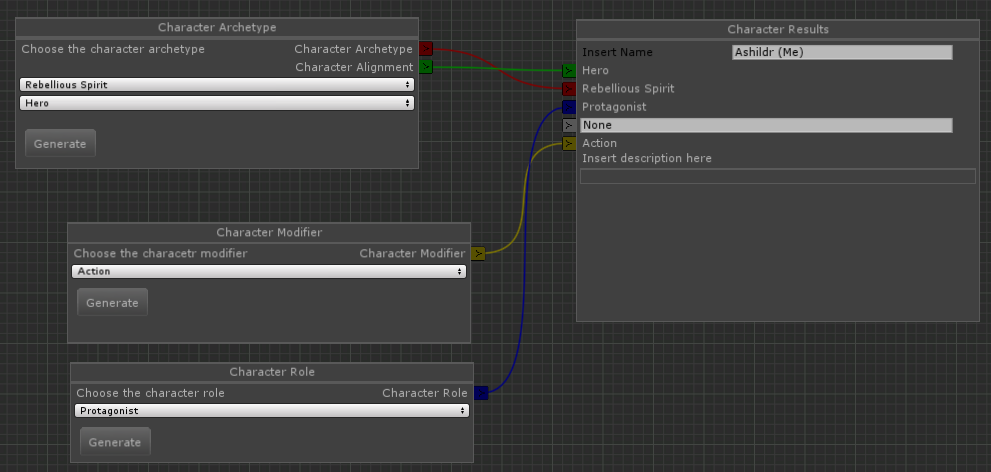 Character Archetype
Choose the character archetype
Character Archetype
Character Alignment
Rebellious Spirit
Hero
Generate
Character Modifier
Choose the characetr modifier
Character Modifier
Action
Generate
Character Role
Choose the character role
Character Role
Protagonist
Generate
Character Results
Insert Name
Ashildr (Me)
Hero
Rebellious Spirit
Protagonist
None
Action
Insert description here